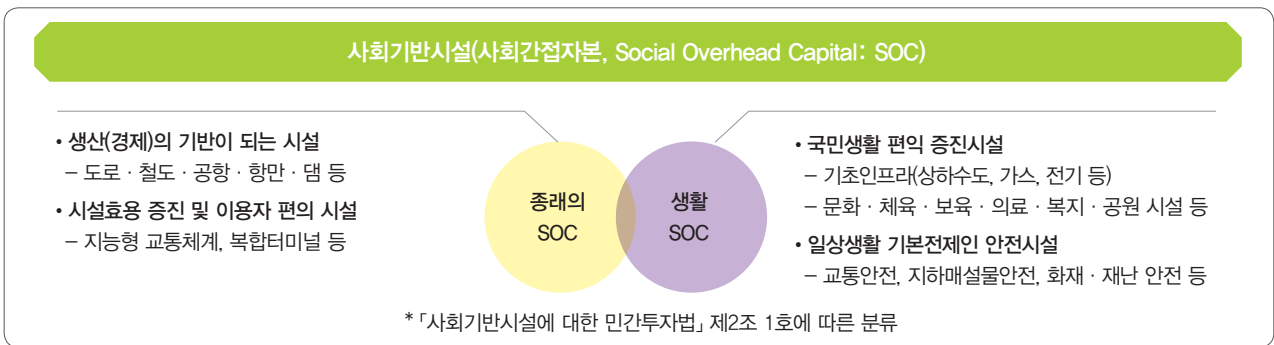 사회기반시설(사회간접자본, Social Overhead Capital: SOC)
• 생산(경제)의 기반이 되는 시설
– 도로 · 철도 · 공항 · 항만 · 댐 등
• 시설효용 증진 및 이용자 편의 시설
– 지능형 교통체계, 복합터미널 등
종래의
SOC
생활
SOC
• 국민생활 편익 증진시설
– 기초인프라(상하수도, 가스, 전기 등)
– 문화 · 체육 · 보육 · 의료 · 복지 · 공원 시설 등
• 일상생활 기본전제인 안전시설
– 교통안전, 지하매설물안전, 화재 · 재난 안전 등
* 「사회기반시설에 대한 민간투자법」 제2조 1호에 따른 분류